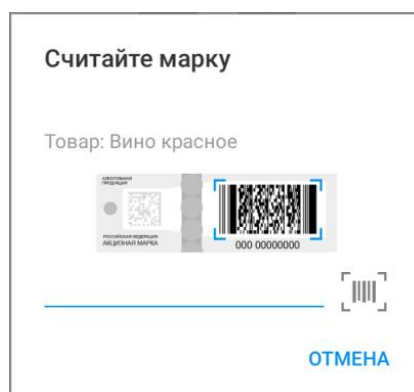 Считайте марку
Товар: Вино красное
АЛКОГОЛЬНАЯ
ПРОДУКЦИЯ
РОССИЙСКАЯ ФЕДЕРАЦИЯ
АКЦИЗНАЯ МАРКА
000 00000000
ОТМЕНА